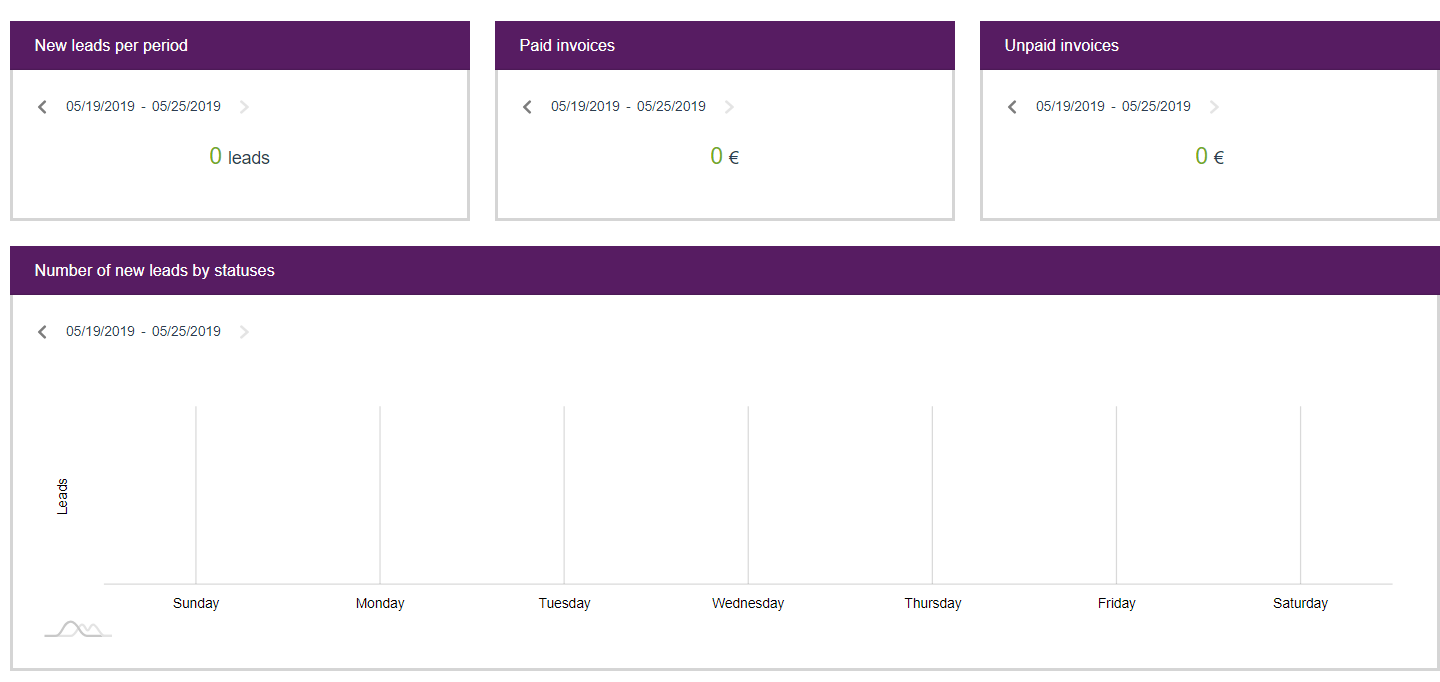 New leads per period
05/19/2019 - 05/25/2019
0 leads
Paid invoices
05/19/2019 - 05/25/2019
0 €
Unpaid invoices
05/19/2019 - 05/25/2019
0 €
Number of new leads by statuses
05/19/2019 - 05/25/2019
Leads
Sunday Monday Tuesday Wednesday Thursday Friday Saturday